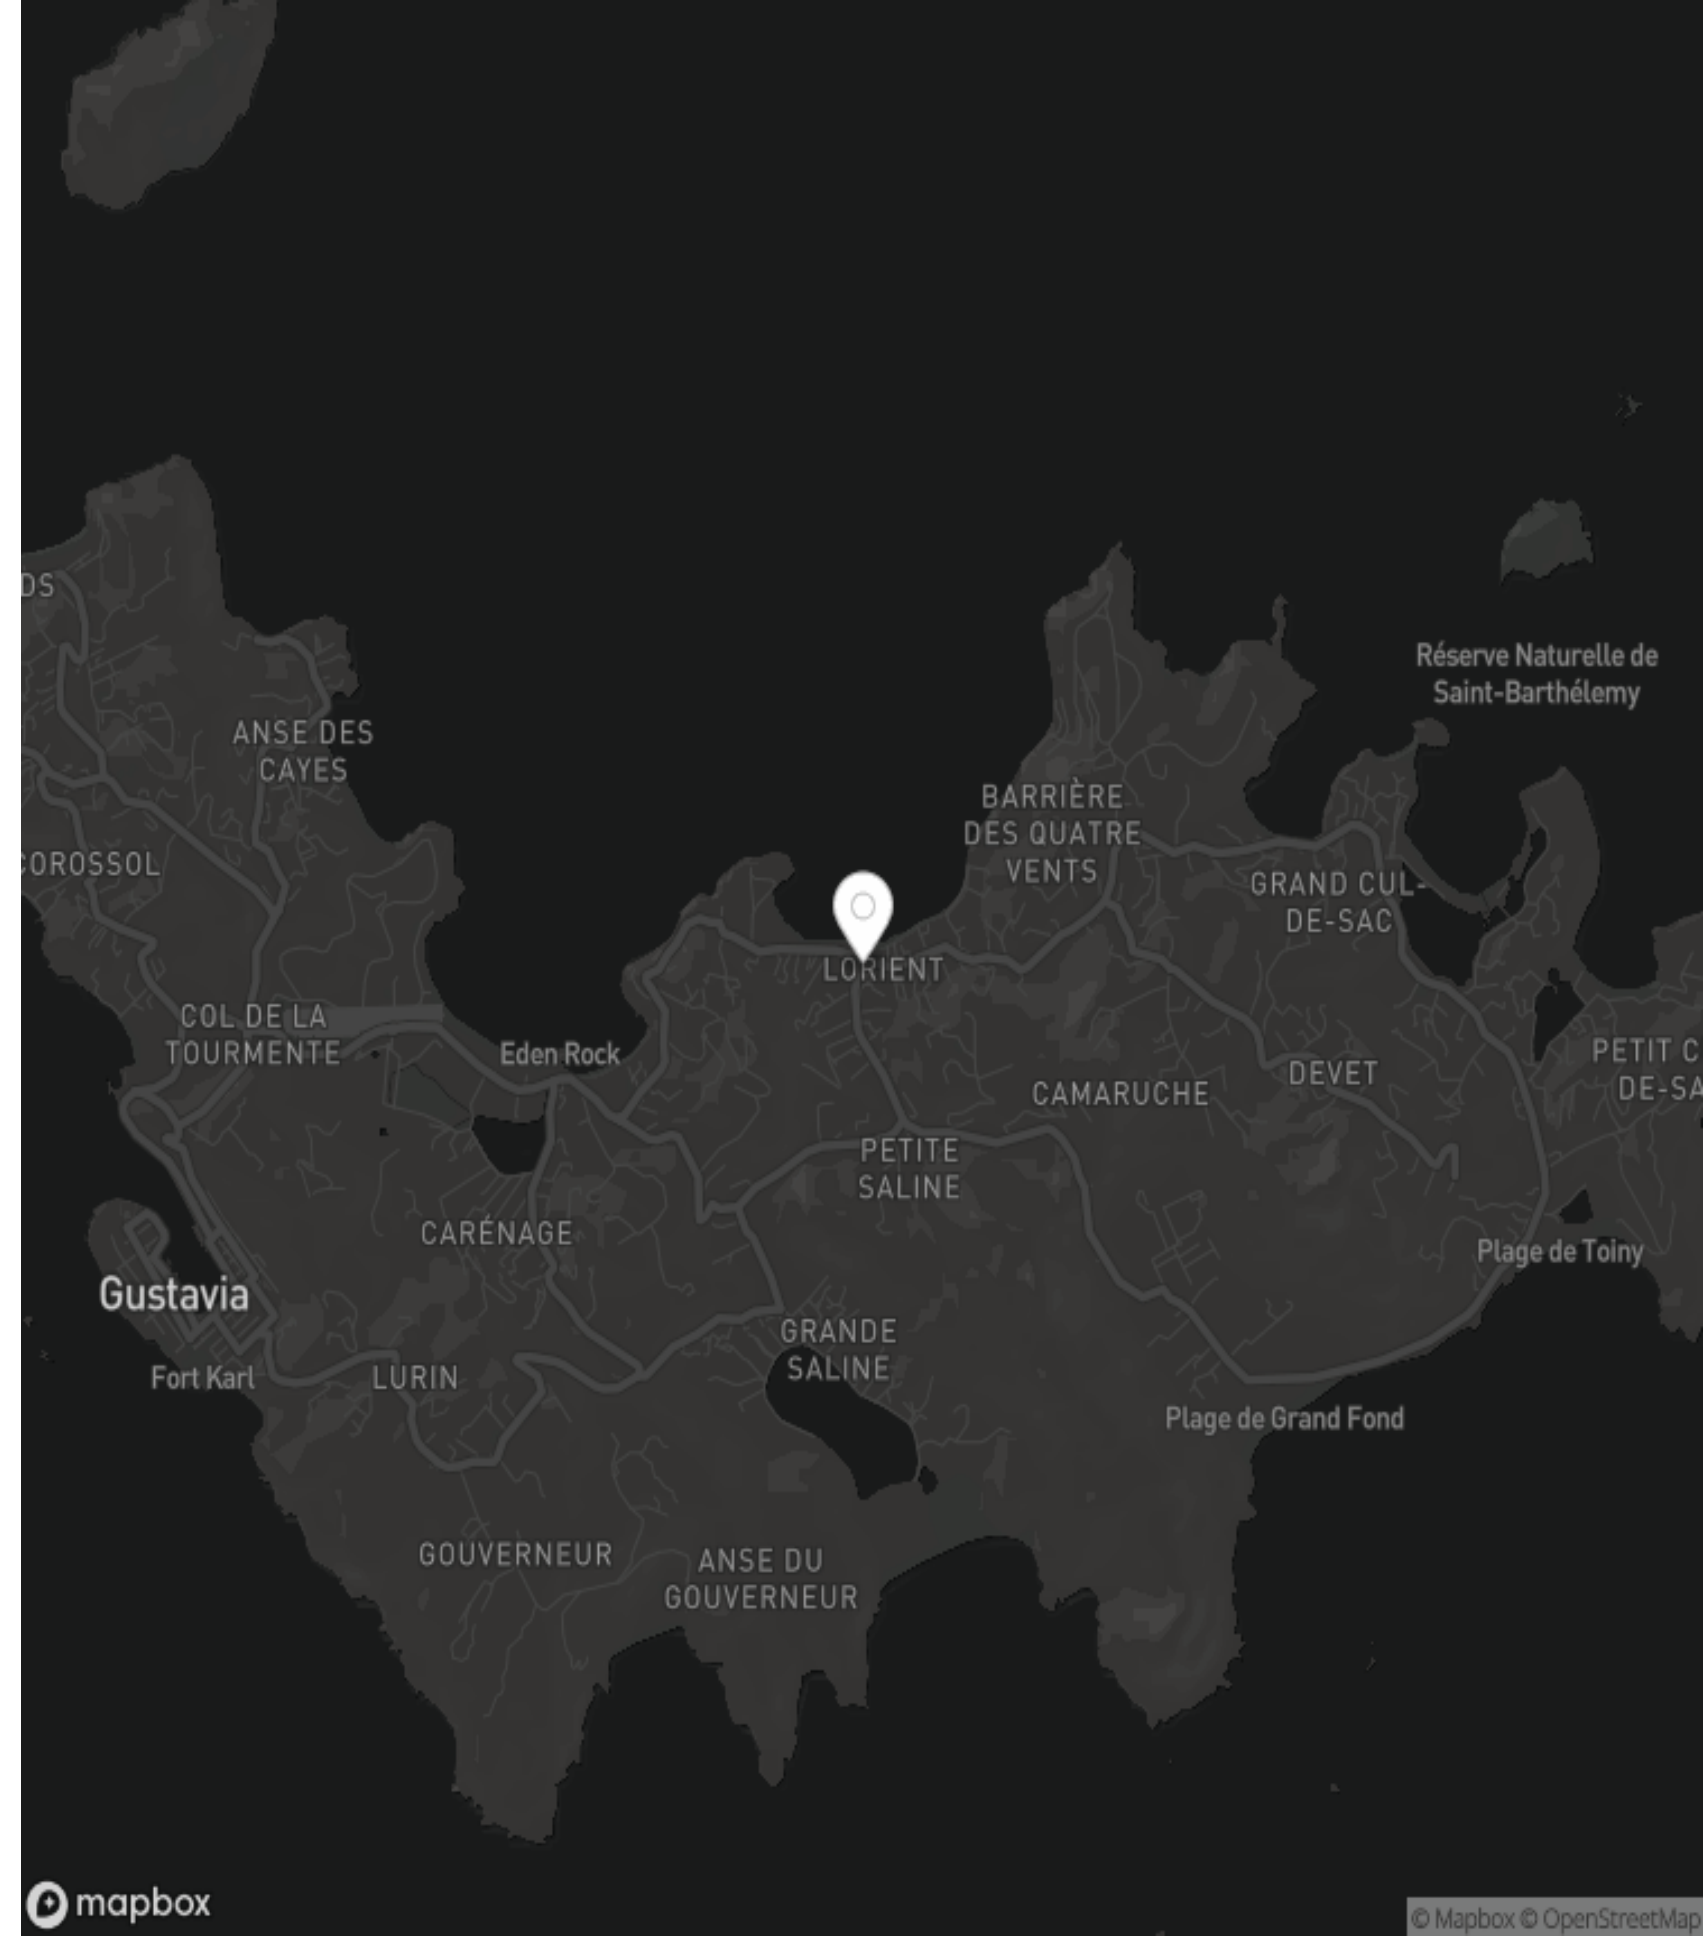 DS
Réserve Naturelle de
Saint-Barthélemy
ANSE DES
CAYES
BARRIÈRE
DES QUATRE
VENTS
COROSSOL
GRAND CUL-
DE-SAC
LORIENT
COL DE LA
TOURMENTE
Eden Rock
PETIT C
DE-SA
DEVET
CAMARUCHE
PETITE
SALINE
CARÉNAGE
Plage de Toiny
Gustavia
GRANDE
SALINE
Fort Karl
LURIN
Plage de Grand Fond
GOUVERNEUR
ANSE DU
GOUVERNEUR
mapbox
© Mapbox © OpenStreetMap